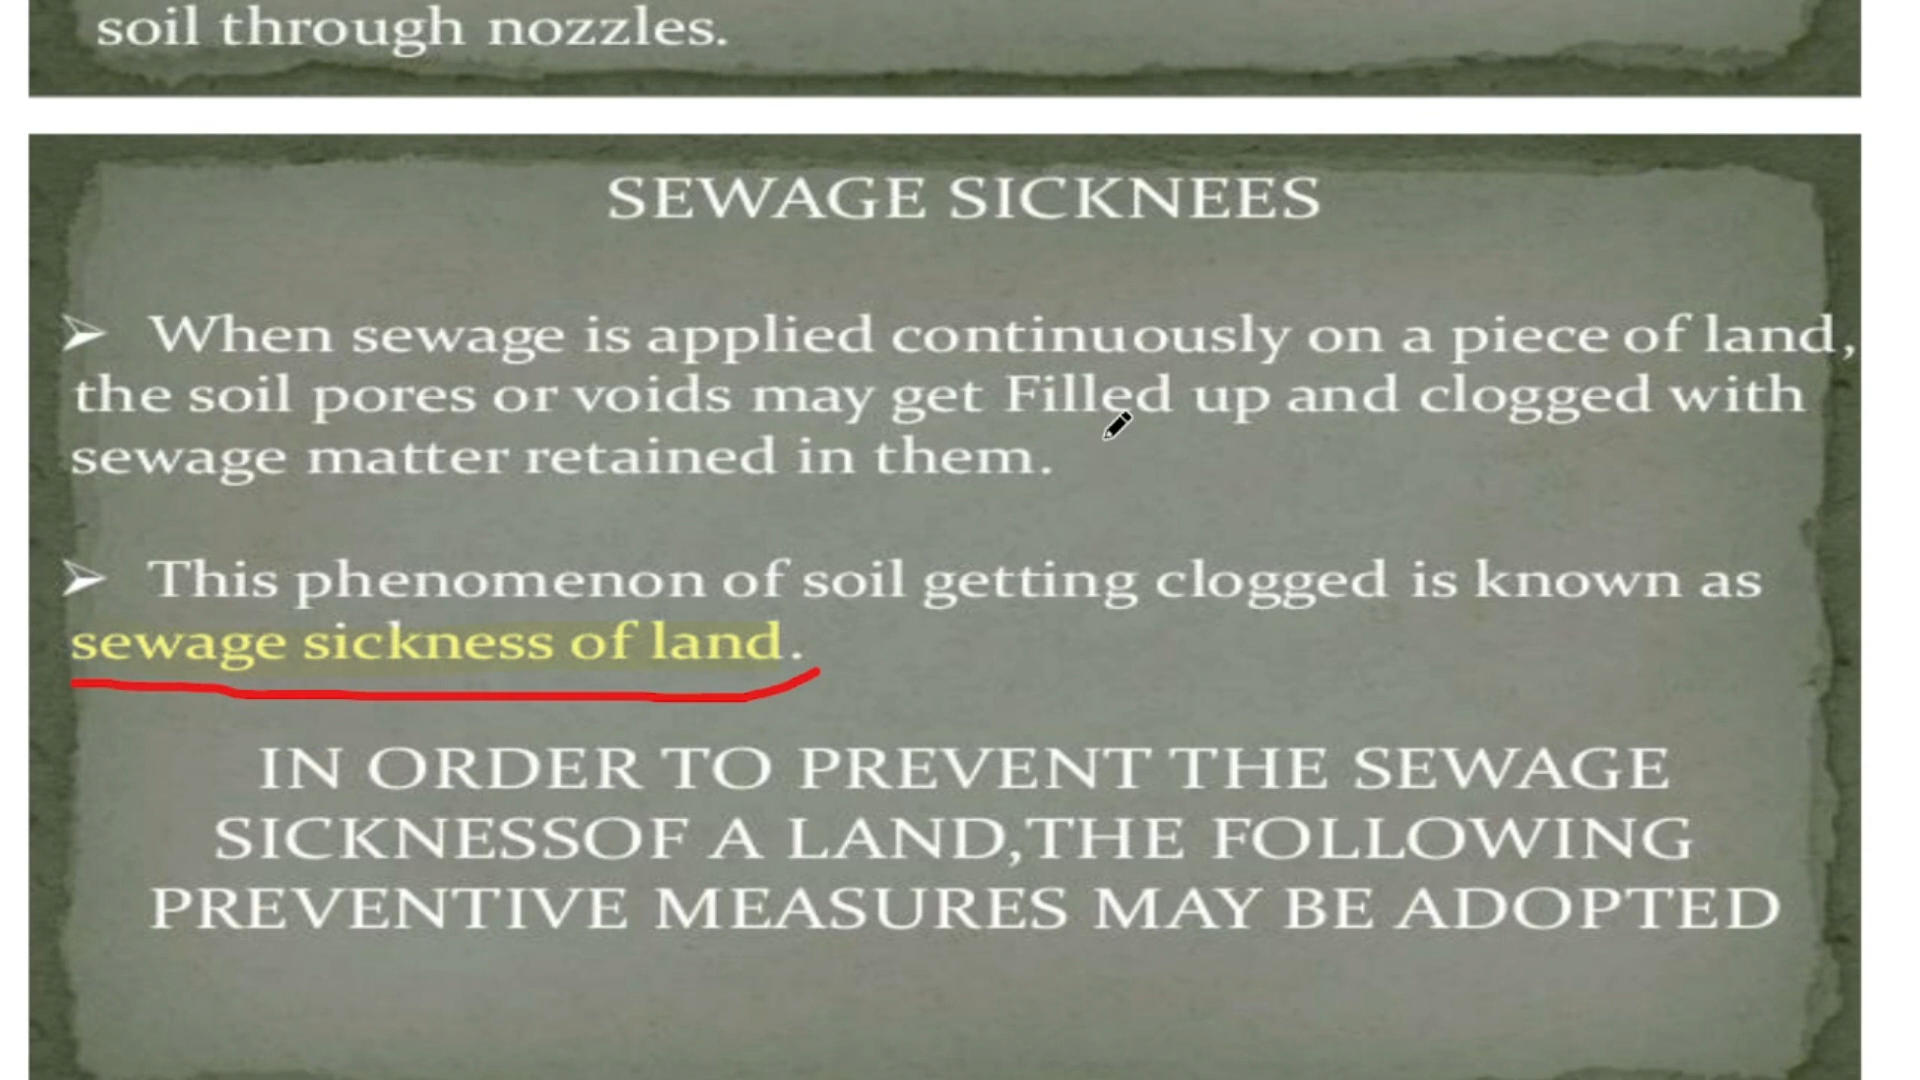 soil through nozzles.
SEWAGE SICKNEES
➢ When sewage is applied continuously on a piece of land,
the soil pores or voids may get Filled up and clogged with
sewage matter retained in them.
➢ This phenomenon of soil getting clogged is known as
sewage sickness of land.
IN ORDER TO PREVENT THE SEWAGE
SICKNESSOF A LAND,THE FOLLOWING
PREVENTIVE MEASURES MAY BE ADOPTED